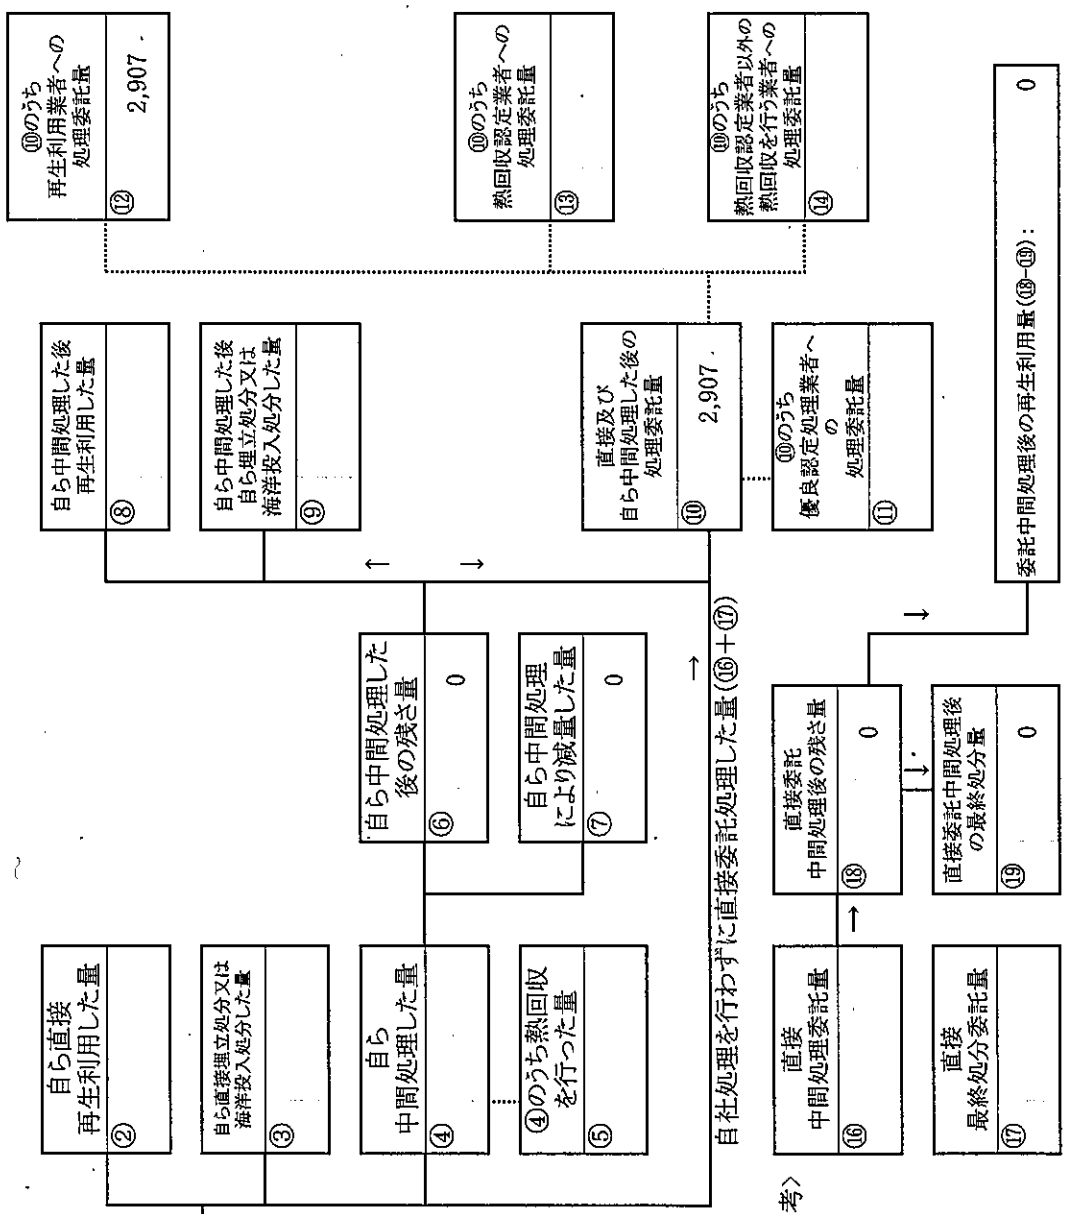 自ら直接
再生利用した量
②
自ら直接埋立処分又は
海洋投入処分した量
③
自ら
中間処理した量
④
④のうち熱回収
を行った量
⑤
自ら中間処理した
後の残さ量
⑥ 0
自ら中間処理
により減量した量
⑦ 0
自ら中間処理した後
再生利用した量
⑧
自ら中間処理した後
自ら埋立処分又は
海洋投入処分した量
⑨
↑
↓
直接及び
自ら中間処理した後の
処理委託量
⑩ 2,907
⑩のうち
優良認定処理業者へ
の
処理委託量
⑪
⑩のうち
再生利用業者への
処理委託量
⑫ 2,907
⑩のうち
熱回収認定業者への
処理委託量
⑬
⑩のうち
熱回収認定業者以外の
熱回収を行う業者への
処理委託量
⑭
→
自社処理を行わずに直接委託処理した量(⑯+⑰)
考>
直接
中間処理委託量
⑯
→
直接
最終処分委託量
⑰
直接委託
中間処理後の残さ量
⑱ 0
↓
直接委託中間処理後
の最終処分量
⑲ 0
↓
委託中間処理後の再生利用量(⑱-⑲): 0